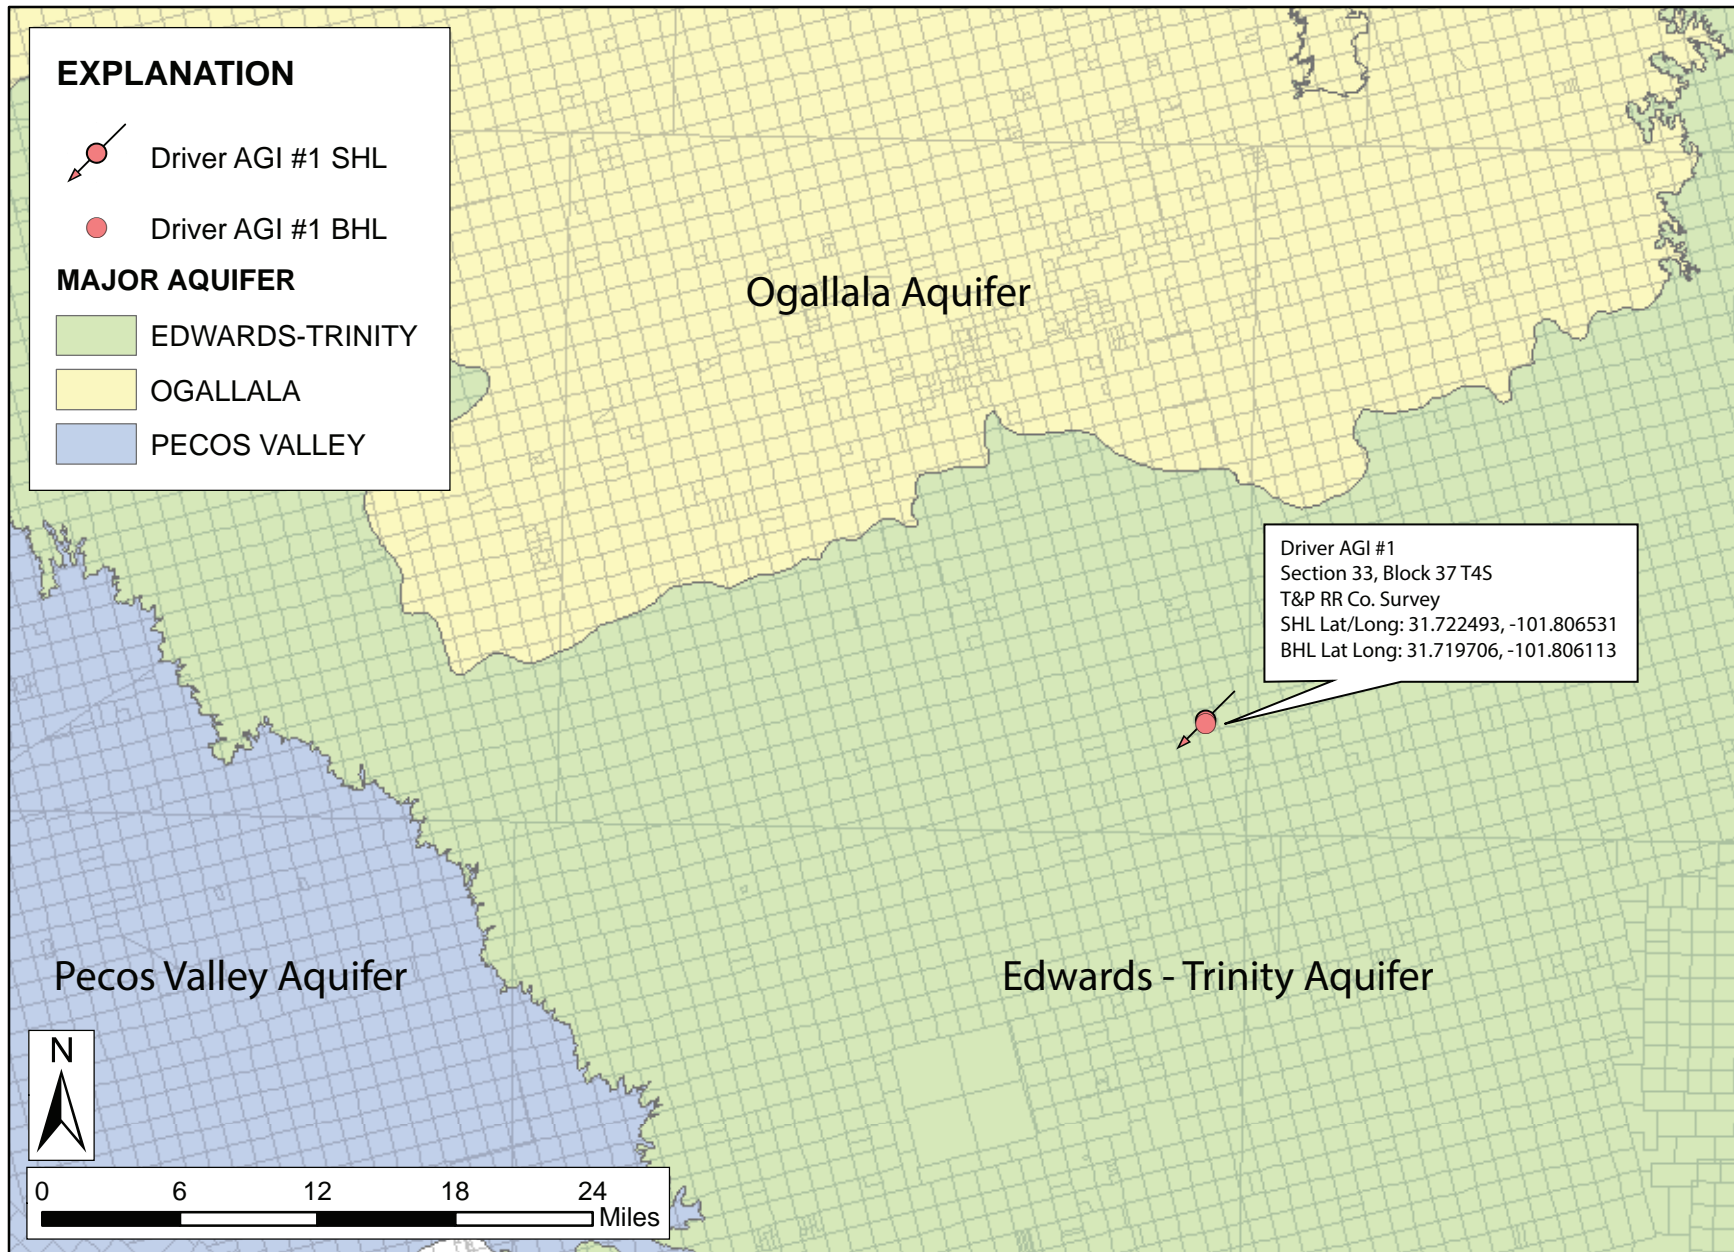 EXPLANATION
Driver AGI #1 SHL
Driver AGI #1 BHL
MAJOR AQUIFER
EDWARDS-TRINITY
OGALLALA
PECOS VALLEY
Ogallala Aquifer
Driver AGI #1
Section 33, Block 37 T4S
T&P RR Co. Survey
SHL Lat/Long: 31.722493, -101.806531
BHL Lat Long: 31.719706, -101.806113
Pecos Valley Aquifer
Edwards - Trinity Aquifer
N
0 6 12 18 24
Miles